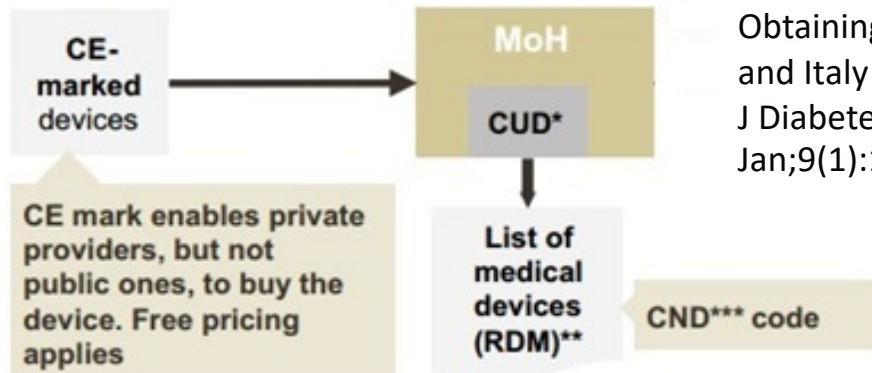 CE-
marked
devices
MoH
CUD*
CE mark enables private
providers, but not
public ones, to buy the
device. Free pricing
applies
List of
medical
devices
(RDM)**
CND*** code
Obtaining
and Italy
J Diabete
Jan;9(1):